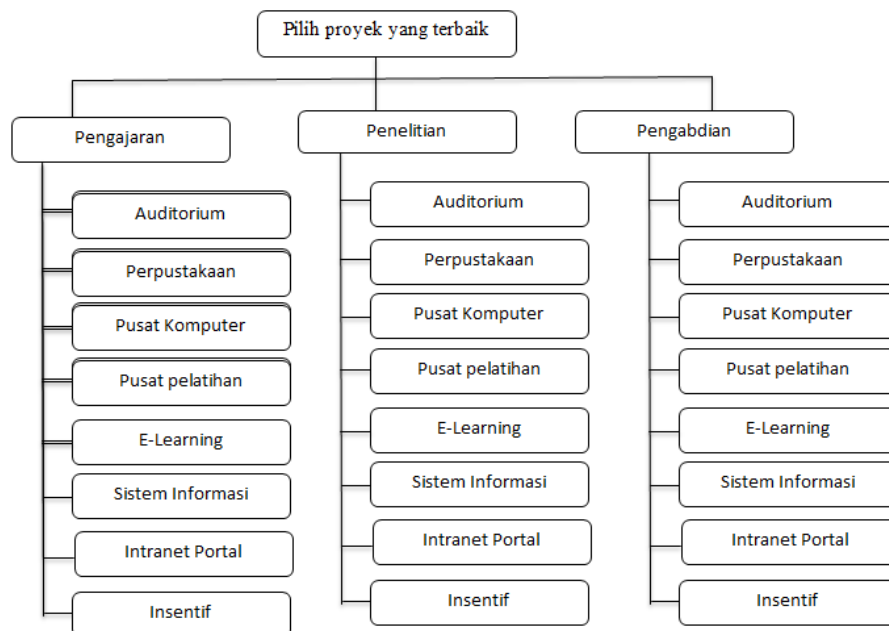 Pilih proyek yang terbaik
Pengajaran
Auditorium
Perpustakaan
Pusat Komputer
Pusat pelatihan
E-Learning
Sistem Informasi
Intranet Portal
Insentif
Penelitian
Auditorium
Perpustakaan
Pusat Komputer
Pusat pelatihan
E-Learning
Sistem Informasi
Intranet Portal
Insentif
Pengabdian
Auditorium
Perpustakaan
Pusat Komputer
Pusat pelatihan
E-Learning
Sistem Informasi
Intranet Portal
Insentif